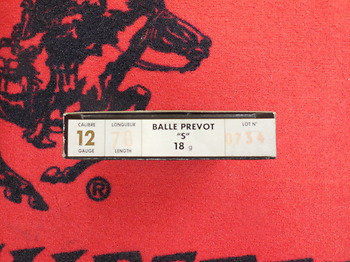 CALIBRE
12
GAUGE
LONGUEUR
70
LENGTH
BALLE PREVOT
"S"
18 g
LOT N°
0734
®